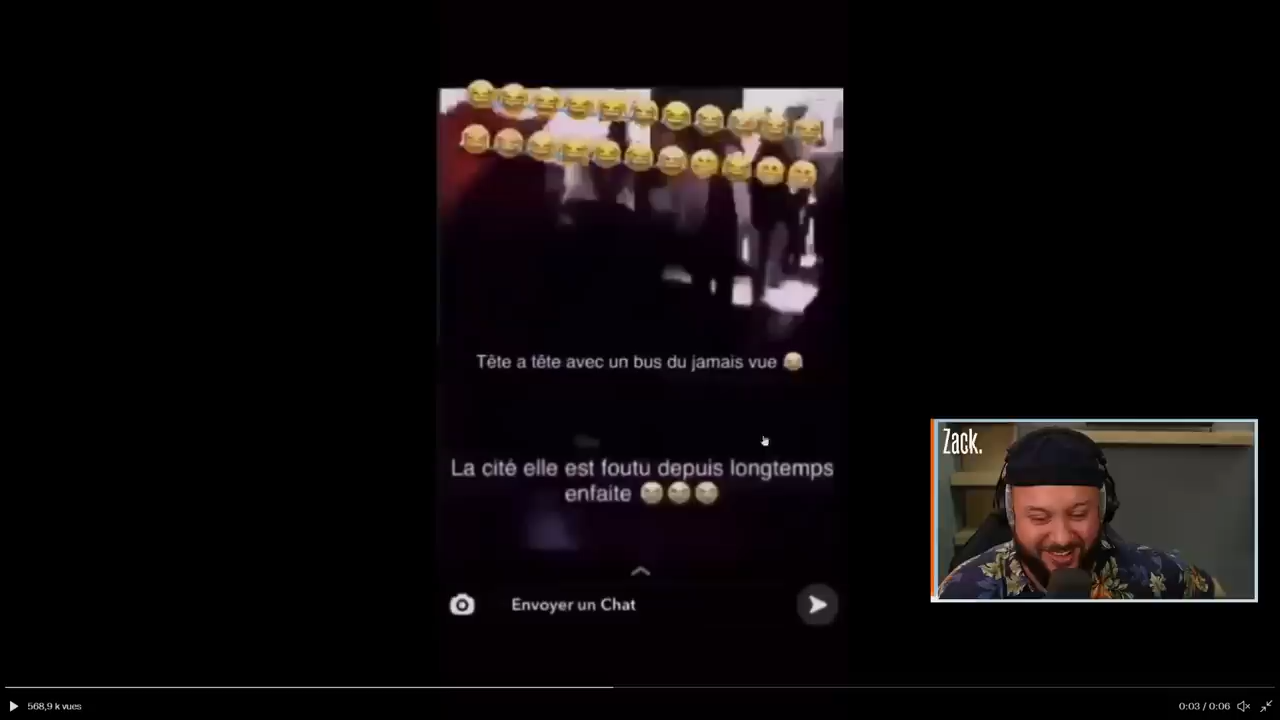 Tête a tête avec un bus du jamais vue 😂
Zack.
La cité elle est foutu depuis longtemps
enfaite 😂😂😂
Envoyer un Chat
568,9 k vues
0:03 / 0:06